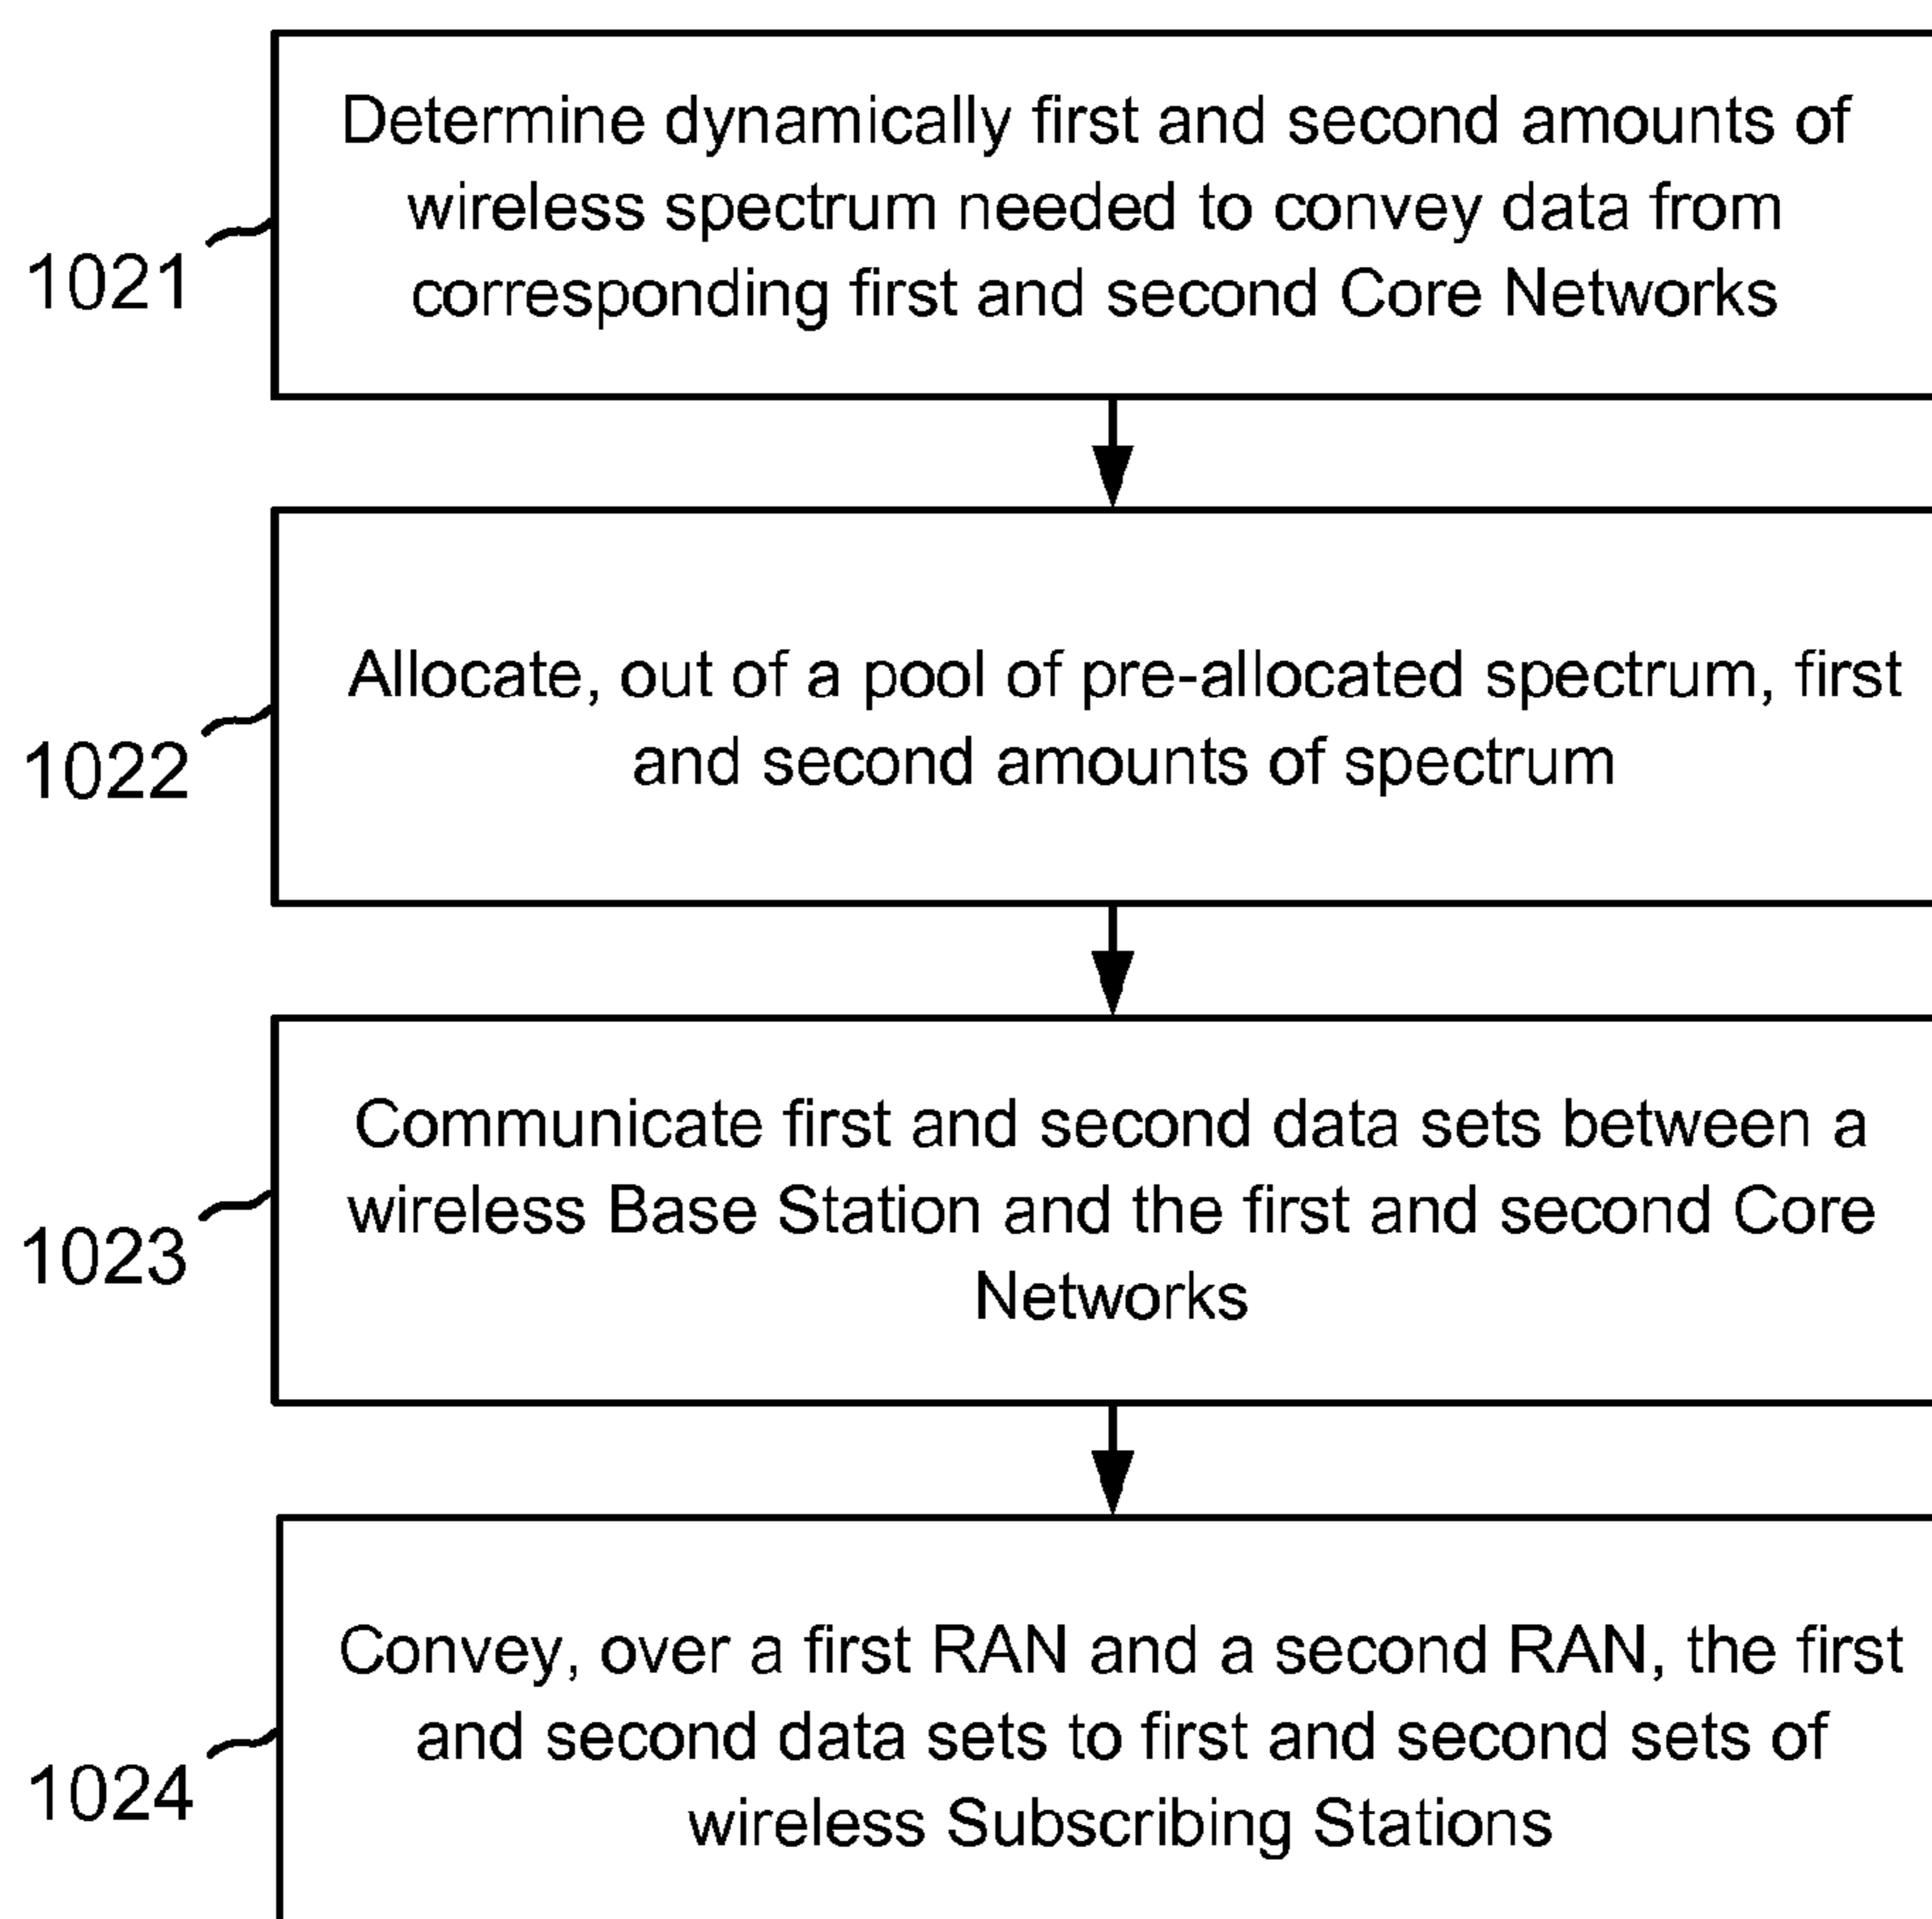 Determine dynamically first and second amounts of
wireless spectrum needed to convey data from
corresponding first and second Core Networks
1021
Allocate, out of a pool of pre-allocated spectrum, first
and second amounts of spectrum
1022
Communicate first and second data sets between a
wireless Base Station and the first and second Core
Networks
1023
Convey, over a first RAN and a second RAN, the first
and second data sets to first and second sets of
wireless Subscribing Stations
1024